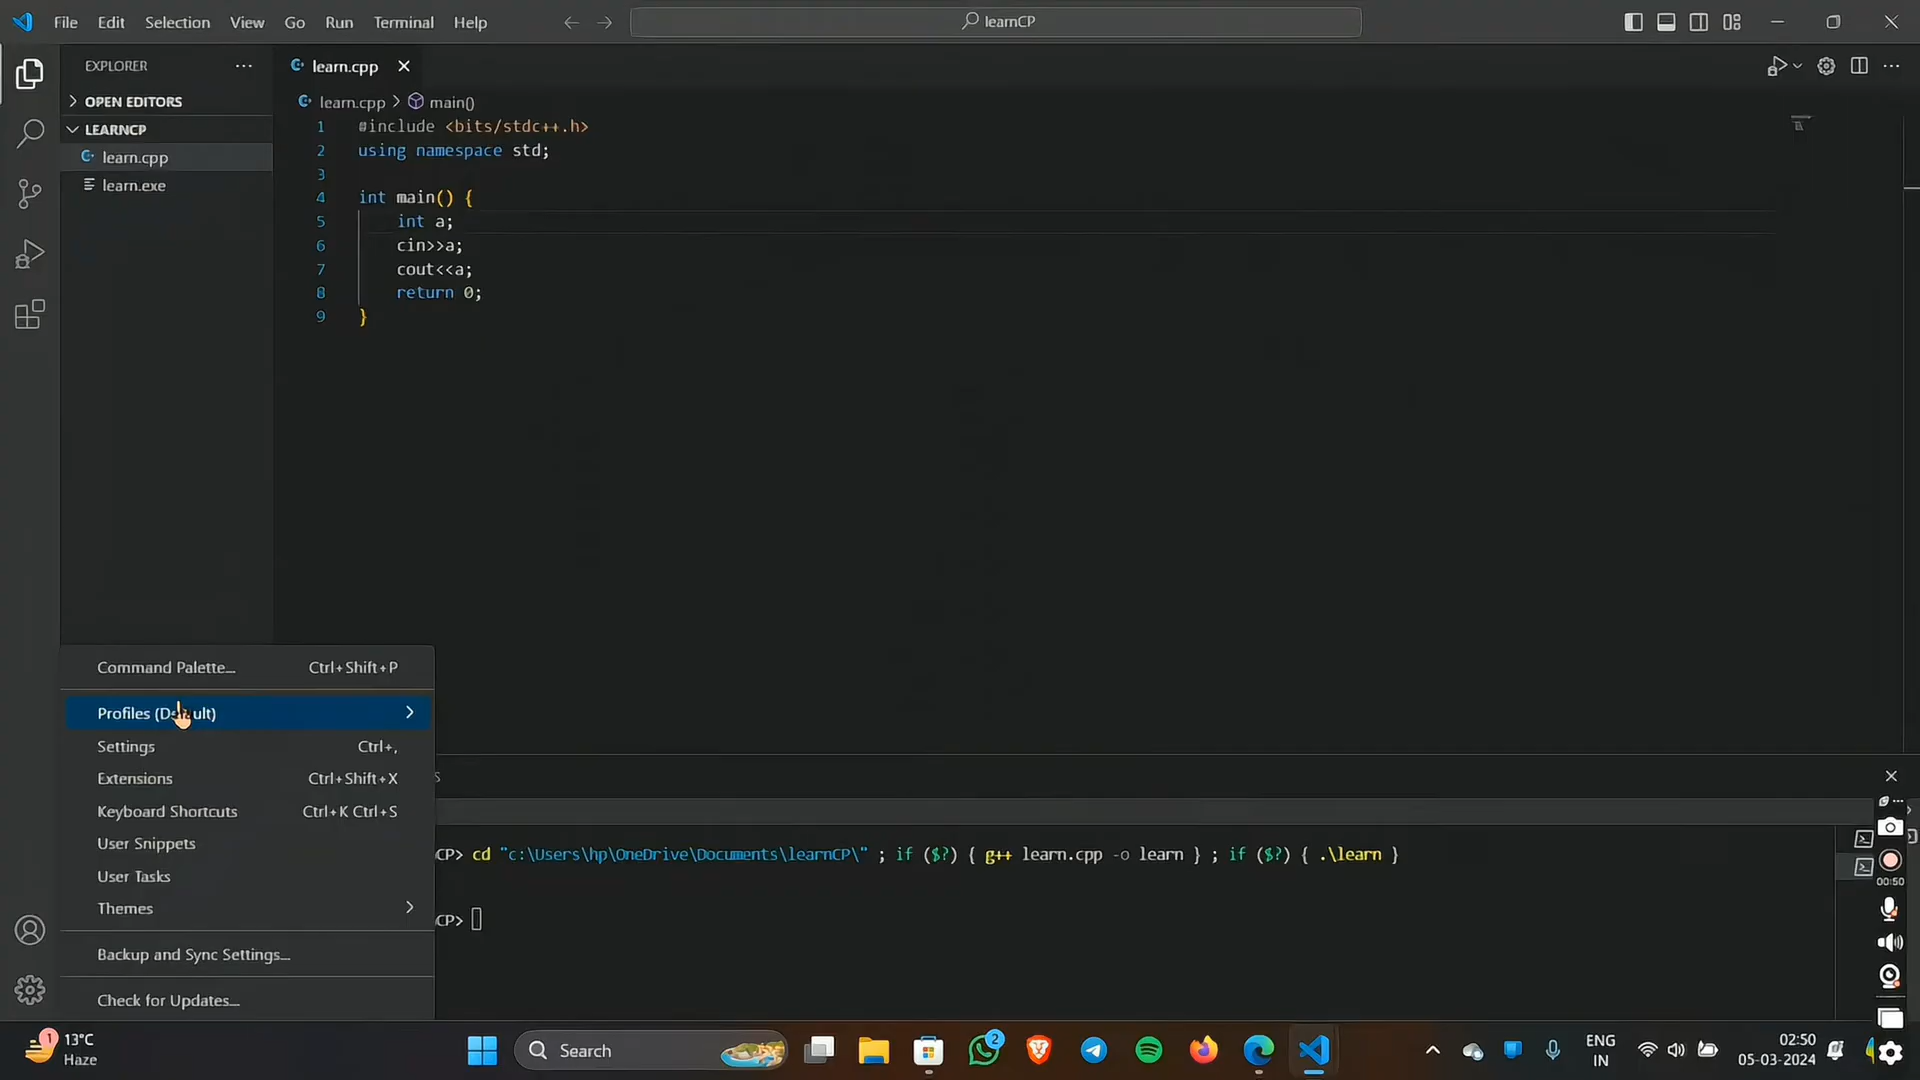 File Edit Selection View Go Run Terminal Help
learnCP
EXPLORER
OPEN EDITORS
LEARNCP
learn.cpp
learn.exe
learn.cpp
learn.cpp > main()
1 #include <bits/stdc++.h>
2 using namespace std;
3
4 int main() {
5 int a;
6 cin>>a;
7 cout<<a;
8 return 0;
9 }
Command Palette... Ctrl+Shift+P
Profiles (Default)
Settings Ctrl+,
Extensions Ctrl+Shift+X
Keyboard Shortcuts Ctrl+K Ctrl+S
User Snippets
User Tasks
Themes
Backup and Sync Settings...
Check for Updates...
S
CP> cd "c:\Users\hp\OneDrive\Documents\learnCP\" ; if ($?) { g++ learn.cpp -o learn } ; if ($?) { .\learn }
CP>
00:50
1
13°C
Haze
Search
2
ENG
IN
02:50
05-03-2024